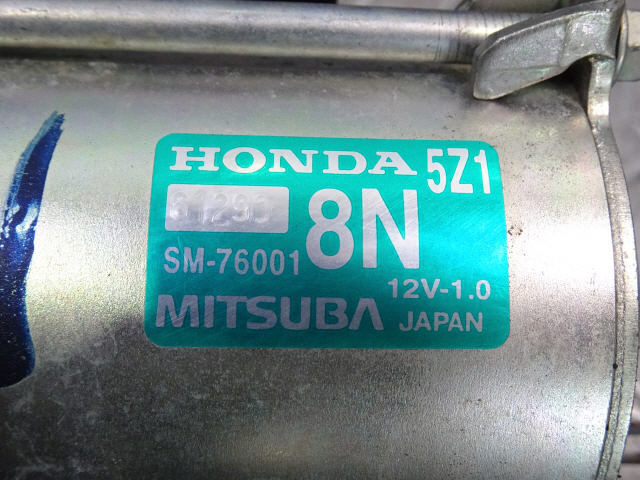 HONDA 5Z1
8N
SM-76001
12V-1.0
MITSUBA JAPAN